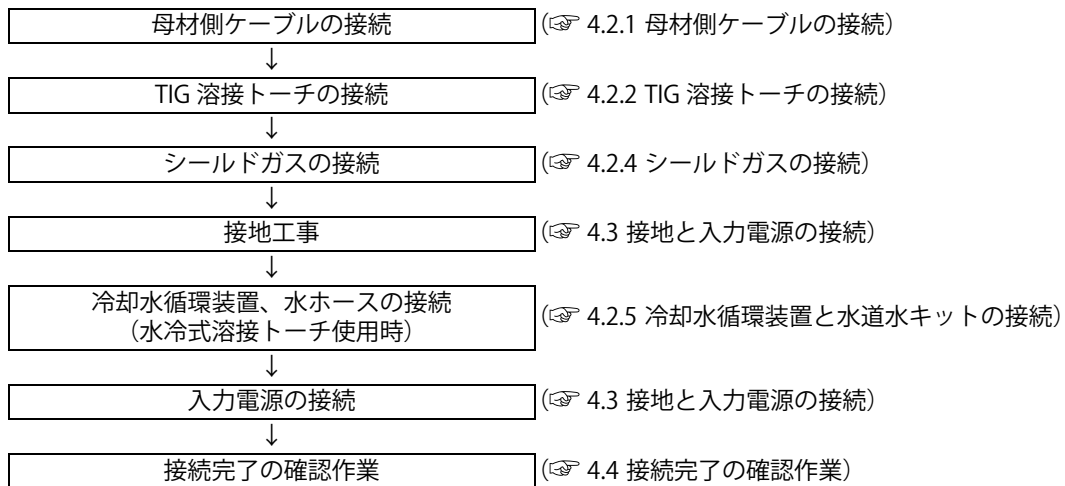 母材側ケーブルの接続 (☞ 4.2.1 母材側ケーブルの接続)
↓
TIG 溶接トーチの接続 (☞ 4.2.2 TIG 溶接トーチの接続)
↓
シールドガスの接続 (☞ 4.2.4 シールドガスの接続)
↓
接地工事 (☞ 4.3 接地と入力電源の接続)
↓
冷却水循環装置、水ホースの接続
（水冷式溶接トーチ使用時） (☞ 4.2.5 冷却水循環装置と水道水キットの接続)
↓
入力電源の接続 (☞ 4.3 接地と入力電源の接続)
↓
接続完了の確認作業 (☞ 4.4 接続完了の確認作業)